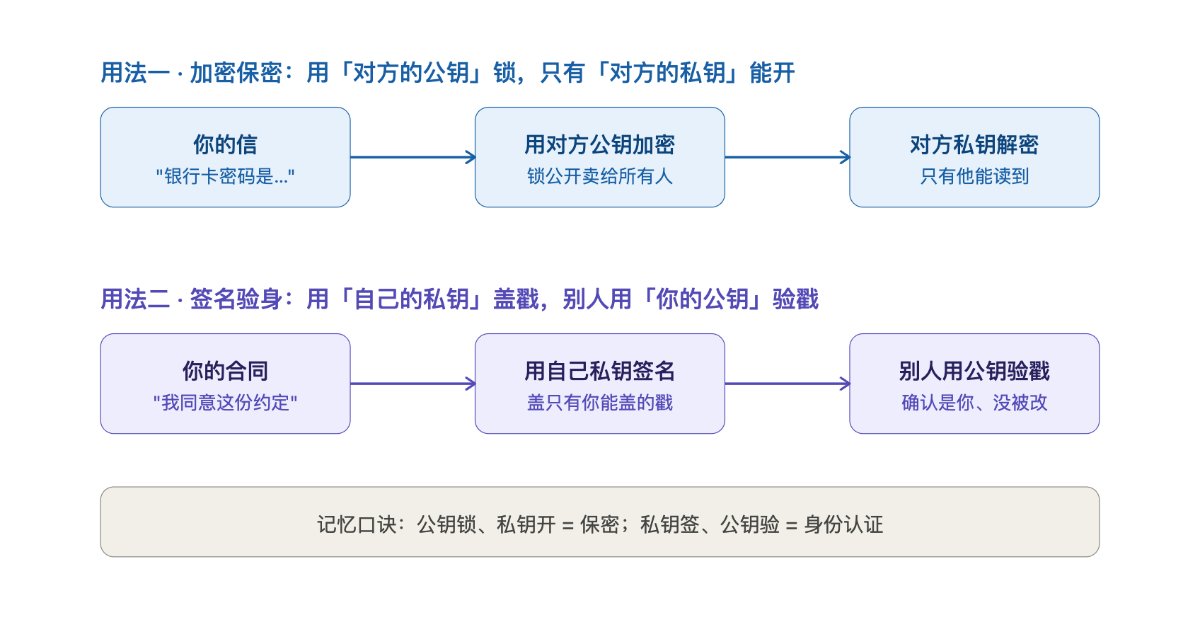 用法一 · 加密保密：用「对方的公钥」锁，只有「对方的私钥」能开
你的信
"银行卡密码是..."
用对方公钥加密
锁公开卖给所有人
对方私钥解密
只有他能读到
用法二 · 签名验身：用「自己的私钥」盖戳，别人用「你的公钥」验戳
你的合同
"我同意这份约定"
用自己私钥签名
盖只有你能盖的戳
别人用公钥验戳
确认是你、没被改
记忆口诀：公钥锁、私钥开 = 保密；私钥签、公钥验 = 身份认证